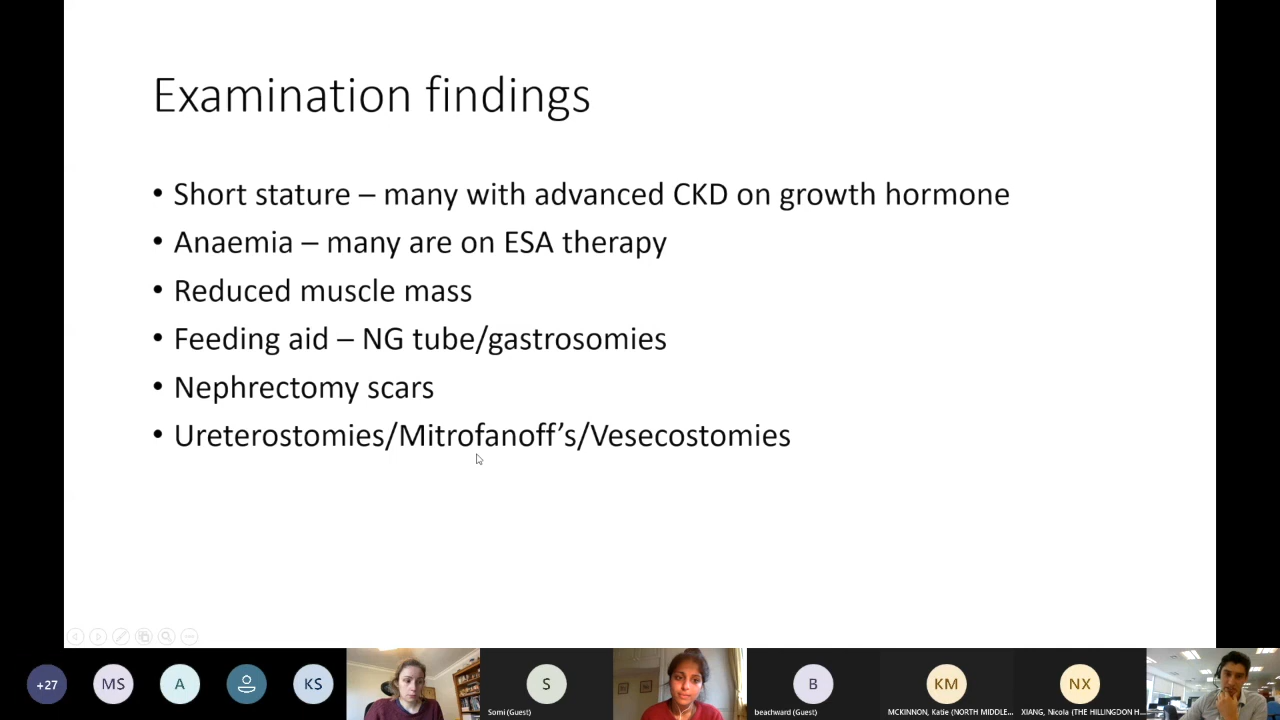 Examination findings
• Short stature – many with advanced CKD on growth hormone
• Anaemia – many are on ESA therapy
• Reduced muscle mass
• Feeding aid – NG tube/gastrosomies
• Nephrectomy scars
• Ureterostomies/Mitrofanoff’s/Vesecostomies
+27
MS
A
KS
S
Somi (Guest)
B
beachward (Guest)
KM
MCKINNON, Katie (NORTH MIDDLE...
NX
XIANG, Nicola (THE HILLINGDON H...